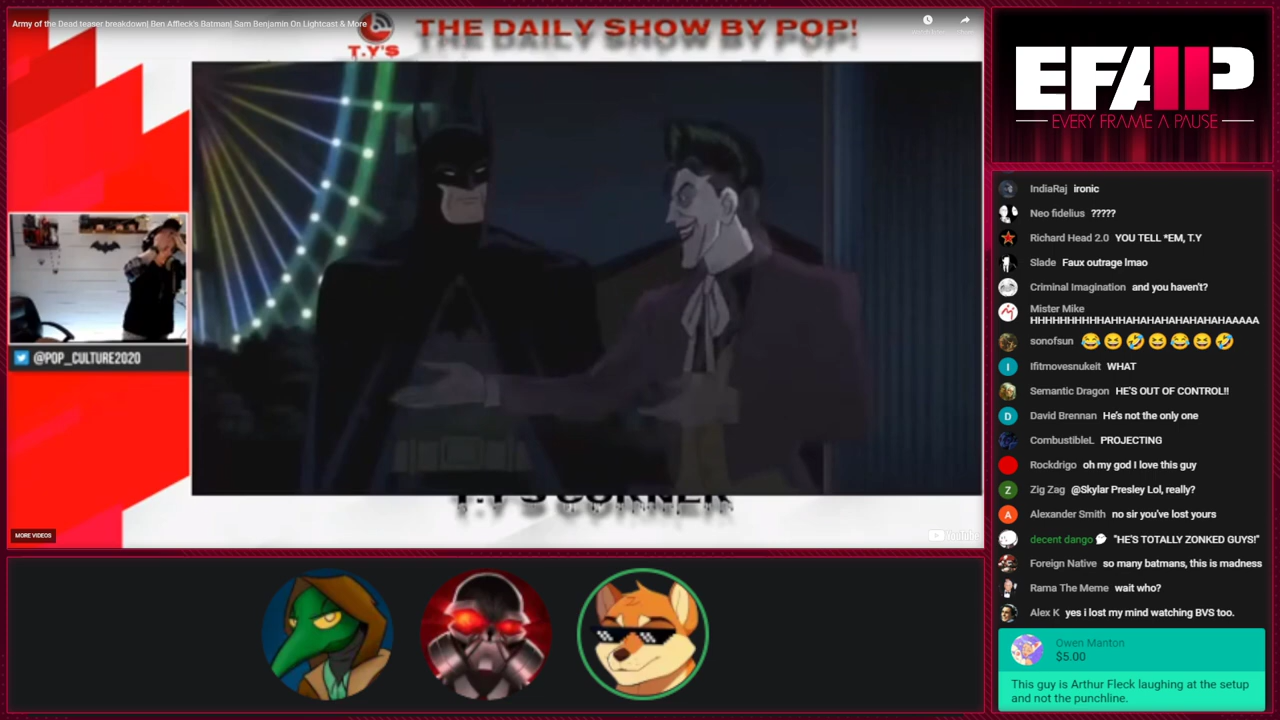 Army of the Dead teaser breakdown| Ben Affleck's Batman| Sam Benjamin On Lightcast & More
THE DAILY SHOW BY POP!
T.Y'S
@POP_CULTURE2020
T.Y'S CORNER
MORE VIDEOS
YouTube
EFAP
EVERY FRAME A PAUSE
IndiaRaj ironic
Neo fidelius ?????
Richard Head 2.0 YOU TELL *EM, T.Y
Slade Faux outrage lmao
Criminal Imagination and you haven't?
Mister Mike
HHHHHHHHHHAHHAHAHAHAHAHAHAHAAAAA
sonofsun 😂😆🤣😆😂😆🤣
Ifitmovesnukeit WHAT
Semantic Dragon HE'S OUT OF CONTROL!!
David Brennan He's not the only one
CombustibleL PROJECTING
Rockdrigo oh my god I love this guy
Zig Zag @Skylar Presley Lol, really?
Alexander Smith no sir you've lost yours
decent dango "HE'S TOTALLY ZONKED GUYS!"
Foreign Native so many batmans, this is madness
Rama The Meme wait who?
Alex K yes i lost my mind watching BVS too.
Owen Manton
$5.00
This guy is Arthur Fleck laughing at the setup
and not the punchline.